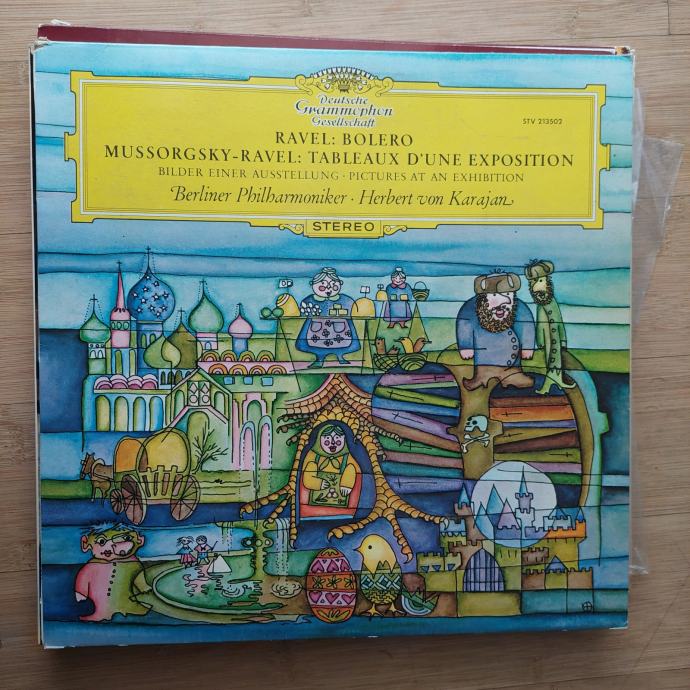 Deutsche
Grammophon
Gesellschaft
STV 213502
RAVEL: BOLERO
MUSSORGSKY-RAVEL: TABLEAUX D'UNE EXPOSITION
BILDER EINER AUSSTELLUNG · PICTURES AT AN EXHIBITION
Berliner Philharmoniker · Herbert von Karajan
STEREO